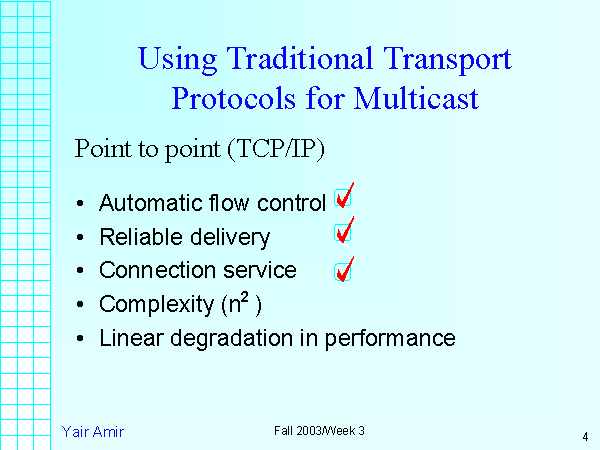 Using Traditional Transport
Protocols for Multicast
Point to point (TCP/IP)
• Automatic flow control
• Reliable delivery
• Connection service
• Complexity (n² )
• Linear degradation in performance
Yair Amir
Fall 2003/Week 3
4